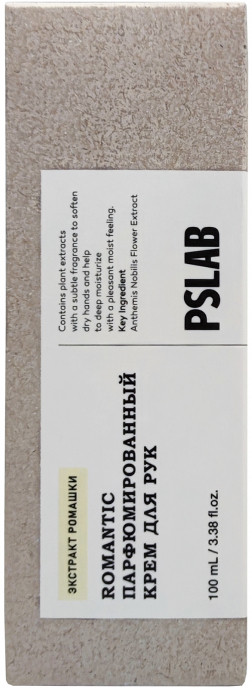 PSLAB
Contains plant extracts
with a subtle fragrance to soften
dry hands and help
to deep moisturize
with a pleasant moist feeling.
Key Ingredient
Anthemis Nobilis Flower Extract
ЭКСТРАКТ РОМАШКИ
ROMANTIC
ПАРФЮМИРОВАННЫЙ
КРЕМ ДЛЯ РУК
100 mL / 3.38 fl.oz.